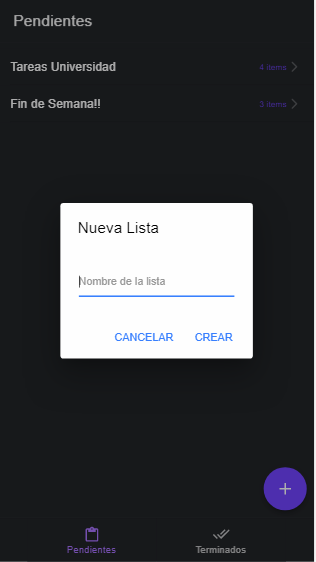 Pendientes
Tareas Universidad 4 items
Fin de Semana!! 3 items
Nueva Lista
Nombre de la lista
CANCELAR CREAR
Pendientes Terminados